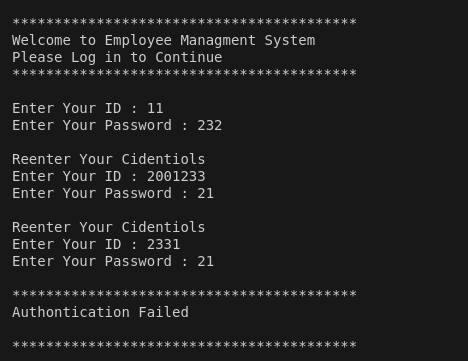 *****************************************
Welcome to Employee Managment System
Please Log in to Continue
*****************************************
Enter Your ID : 11
Enter Your Password : 232
Reenter Your Cidentiols
Enter Your ID : 2001233
Enter Your Password : 21
Reenter Your Cidentiols
Enter Your ID : 2331
Enter Your Password : 21
*****************************************
Authontication Failed
*****************************************